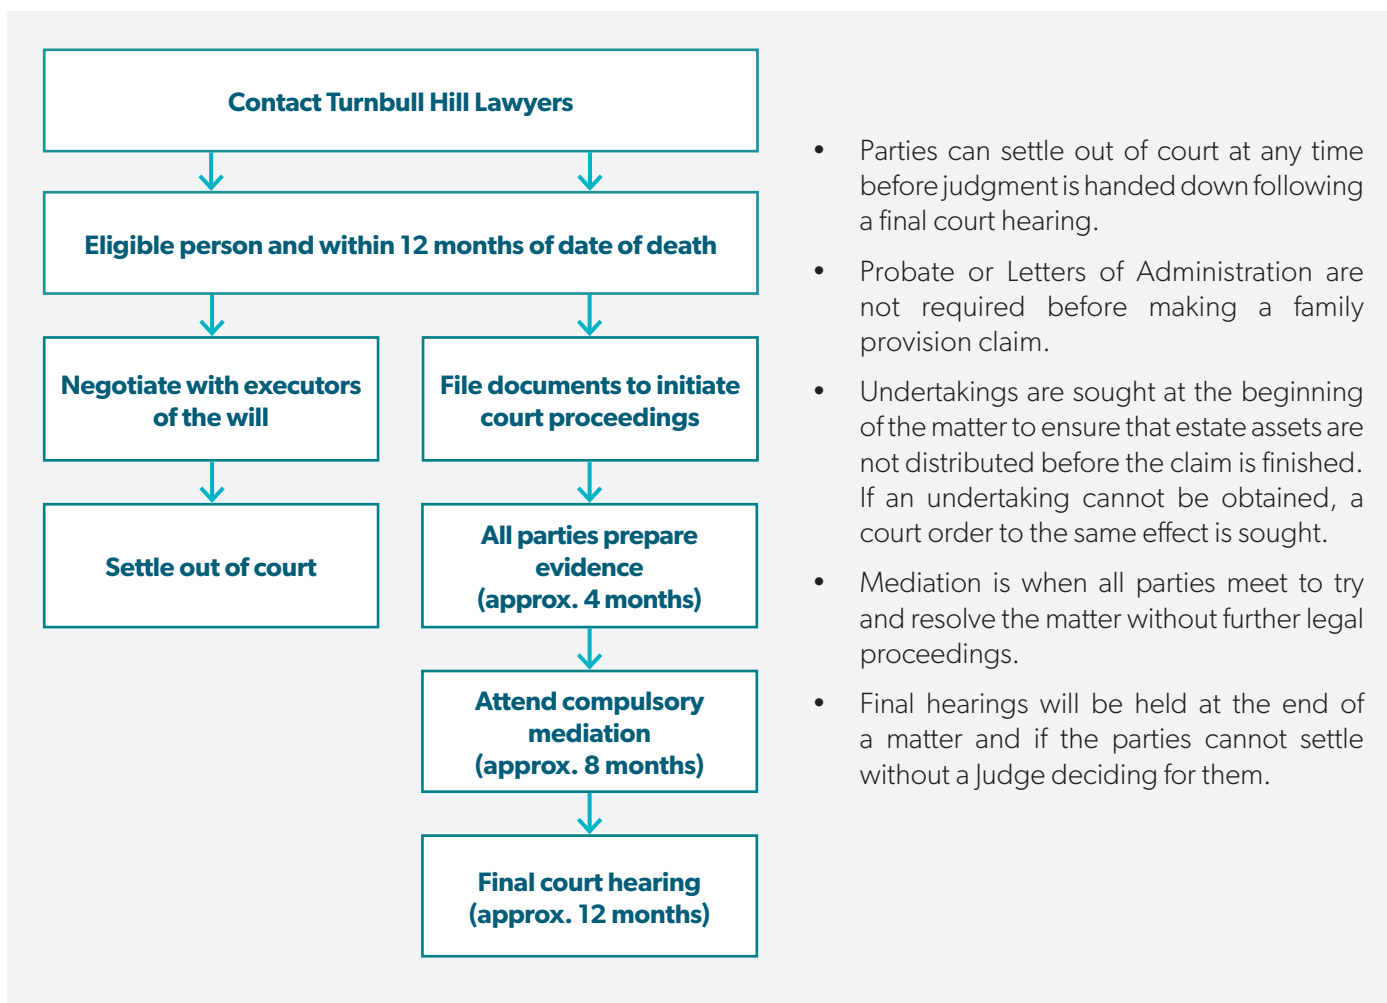 Contact Turnbull Hill Lawyers
Eligible person and within 12 months of date of death
Negotiate with executors
of the will
Settle out of court
File documents to initiate
court proceedings
All parties prepare
evidence
(approx. 4 months)
Attend compulsory
mediation
(approx. 8 months)
Final court hearing
(approx. 12 months)
• Parties can settle out of court at any time
before judgment is handed down following
a final court hearing.
• Probate or Letters of Administration are
not required before making a family
provision claim.
• Undertakings are sought at the beginning
of the matter to ensure that estate assets are
not distributed before the claim is finished.
If an undertaking cannot be obtained, a
court order to the same effect is sought.
• Mediation is when all parties meet to try
and resolve the matter without further legal
proceedings.
• Final hearings will be held at the end of
a matter and if the parties cannot settle
without a Judge deciding for them.